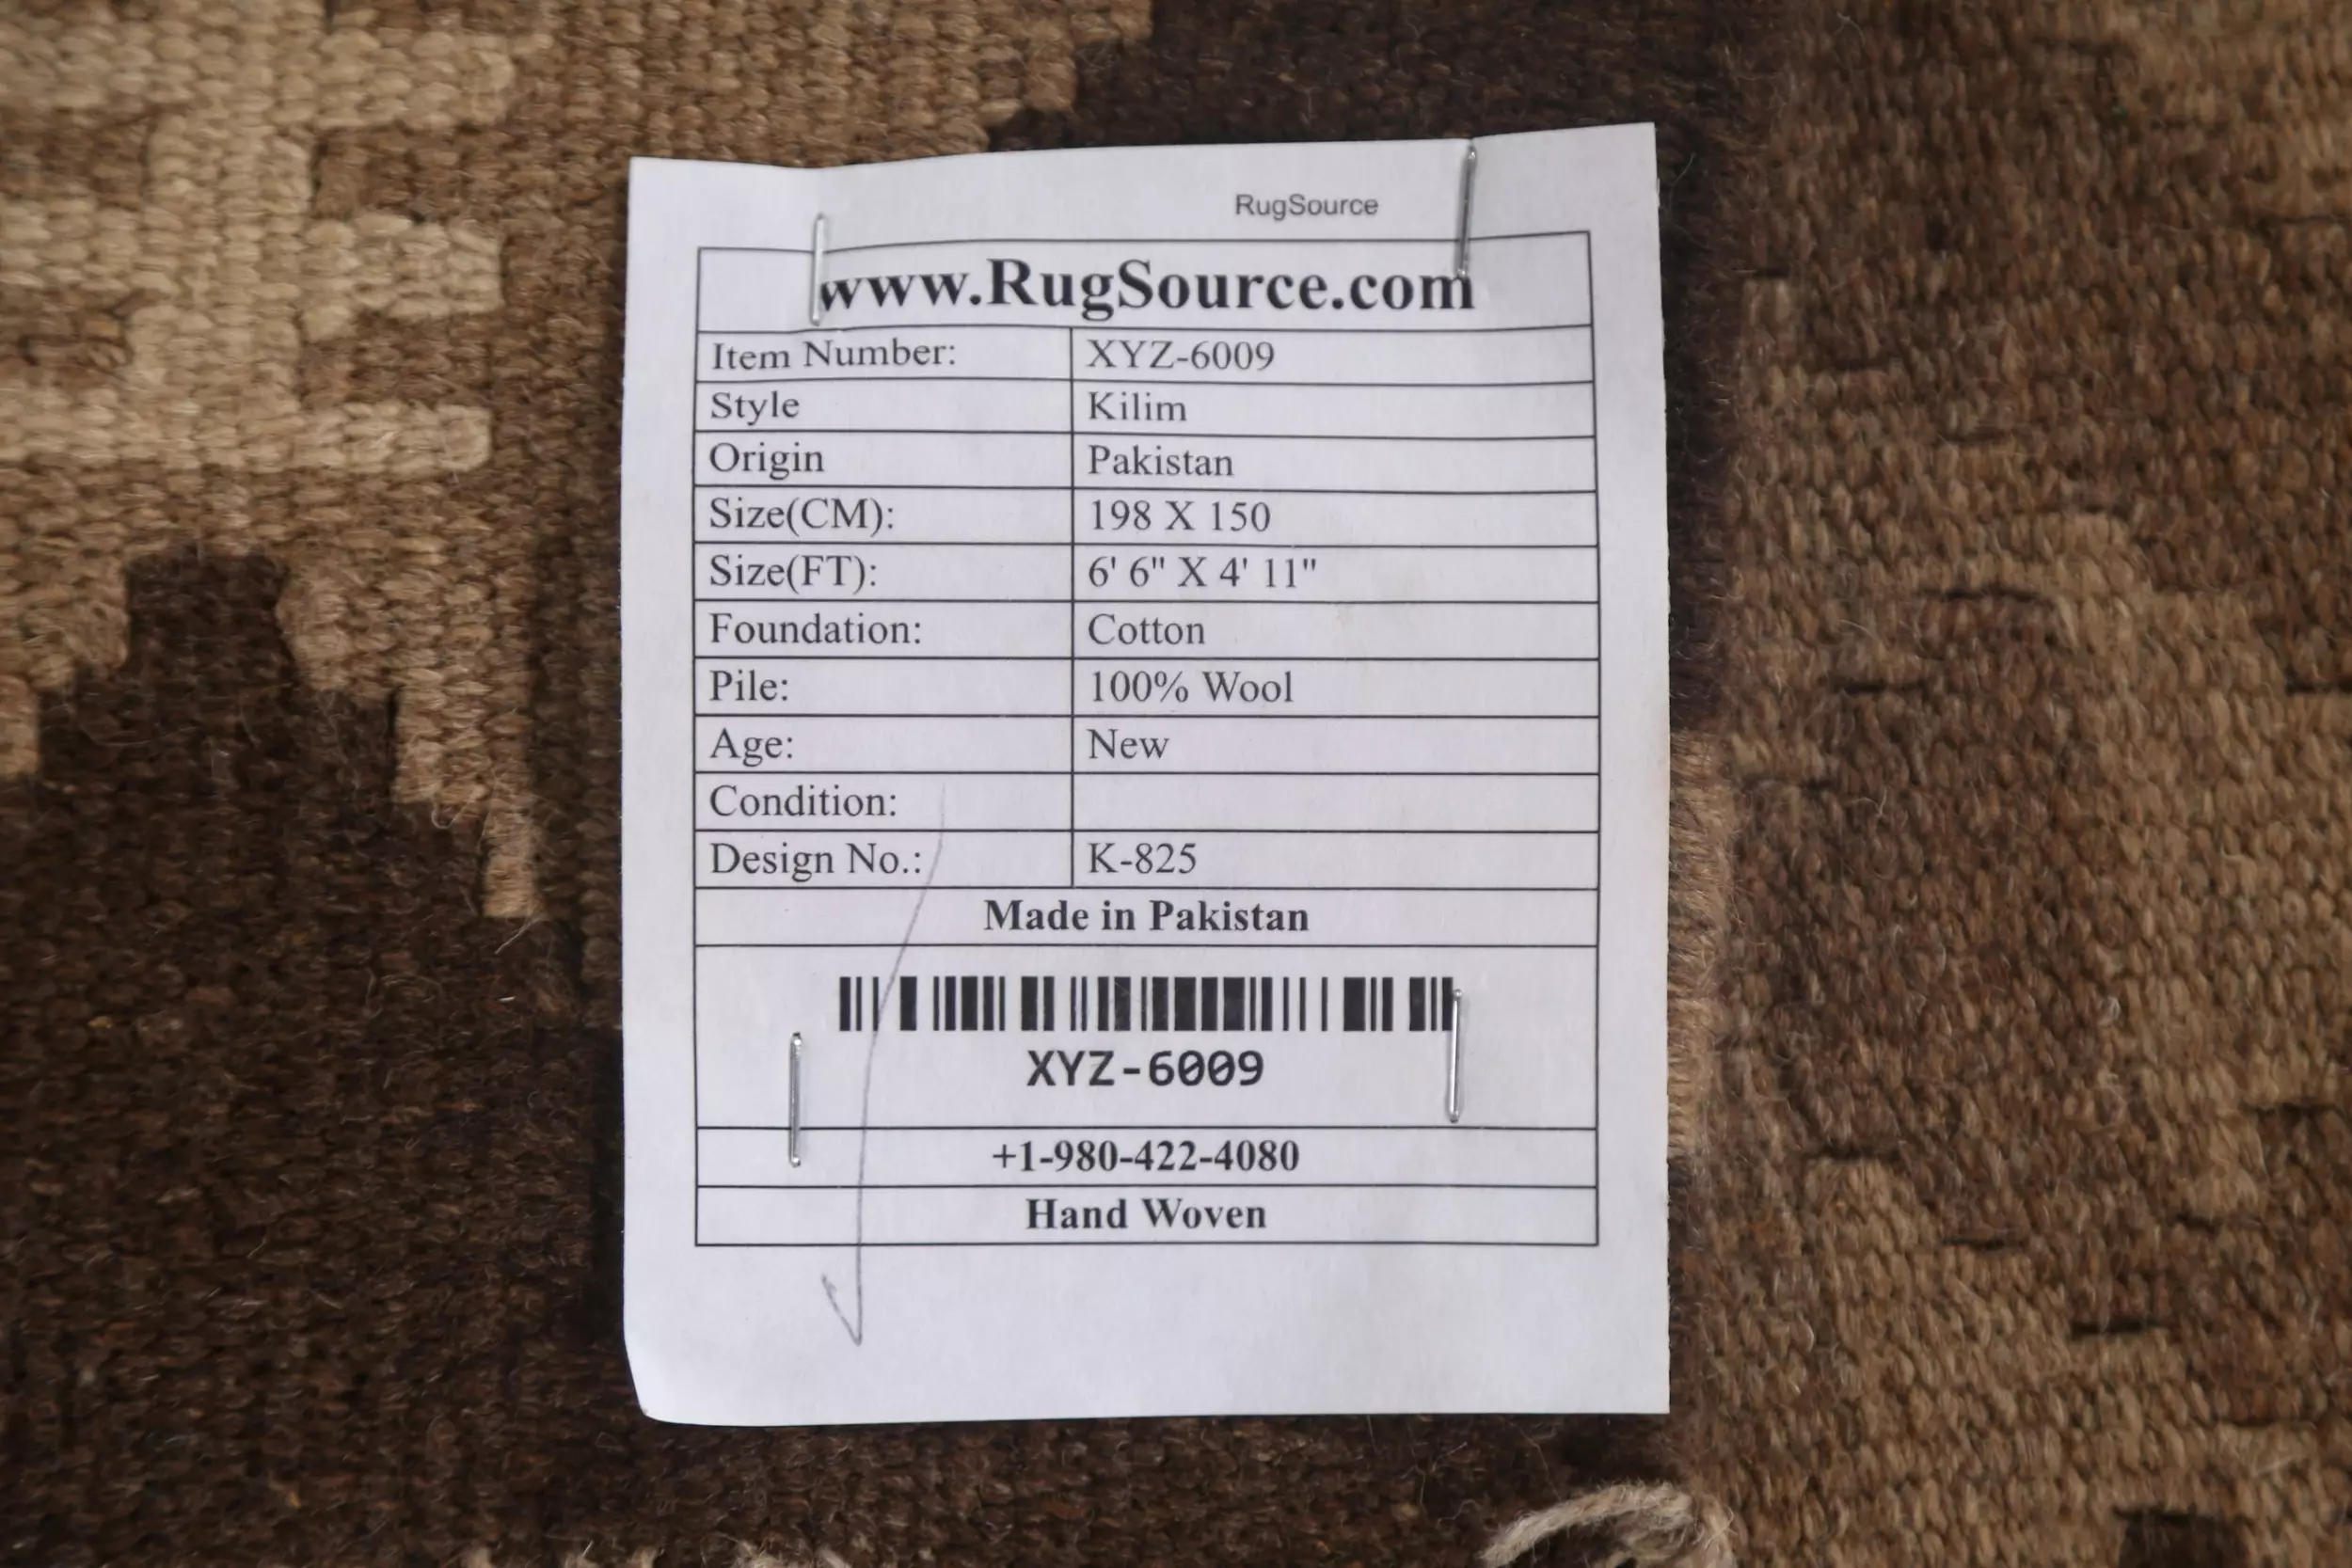 RugSource
www.RugSource.com
Item Number: XYZ-6009
Style Kilim
Origin Pakistan
Size(CM): 198 X 150
Size(FT): 6' 6" X 4' 11"
Foundation: Cotton
Pile: 100% Wool
Age: New
Condition:
Design No.: K-825
Made in Pakistan
XYZ-6009
+1-980-422-4080
Hand Woven